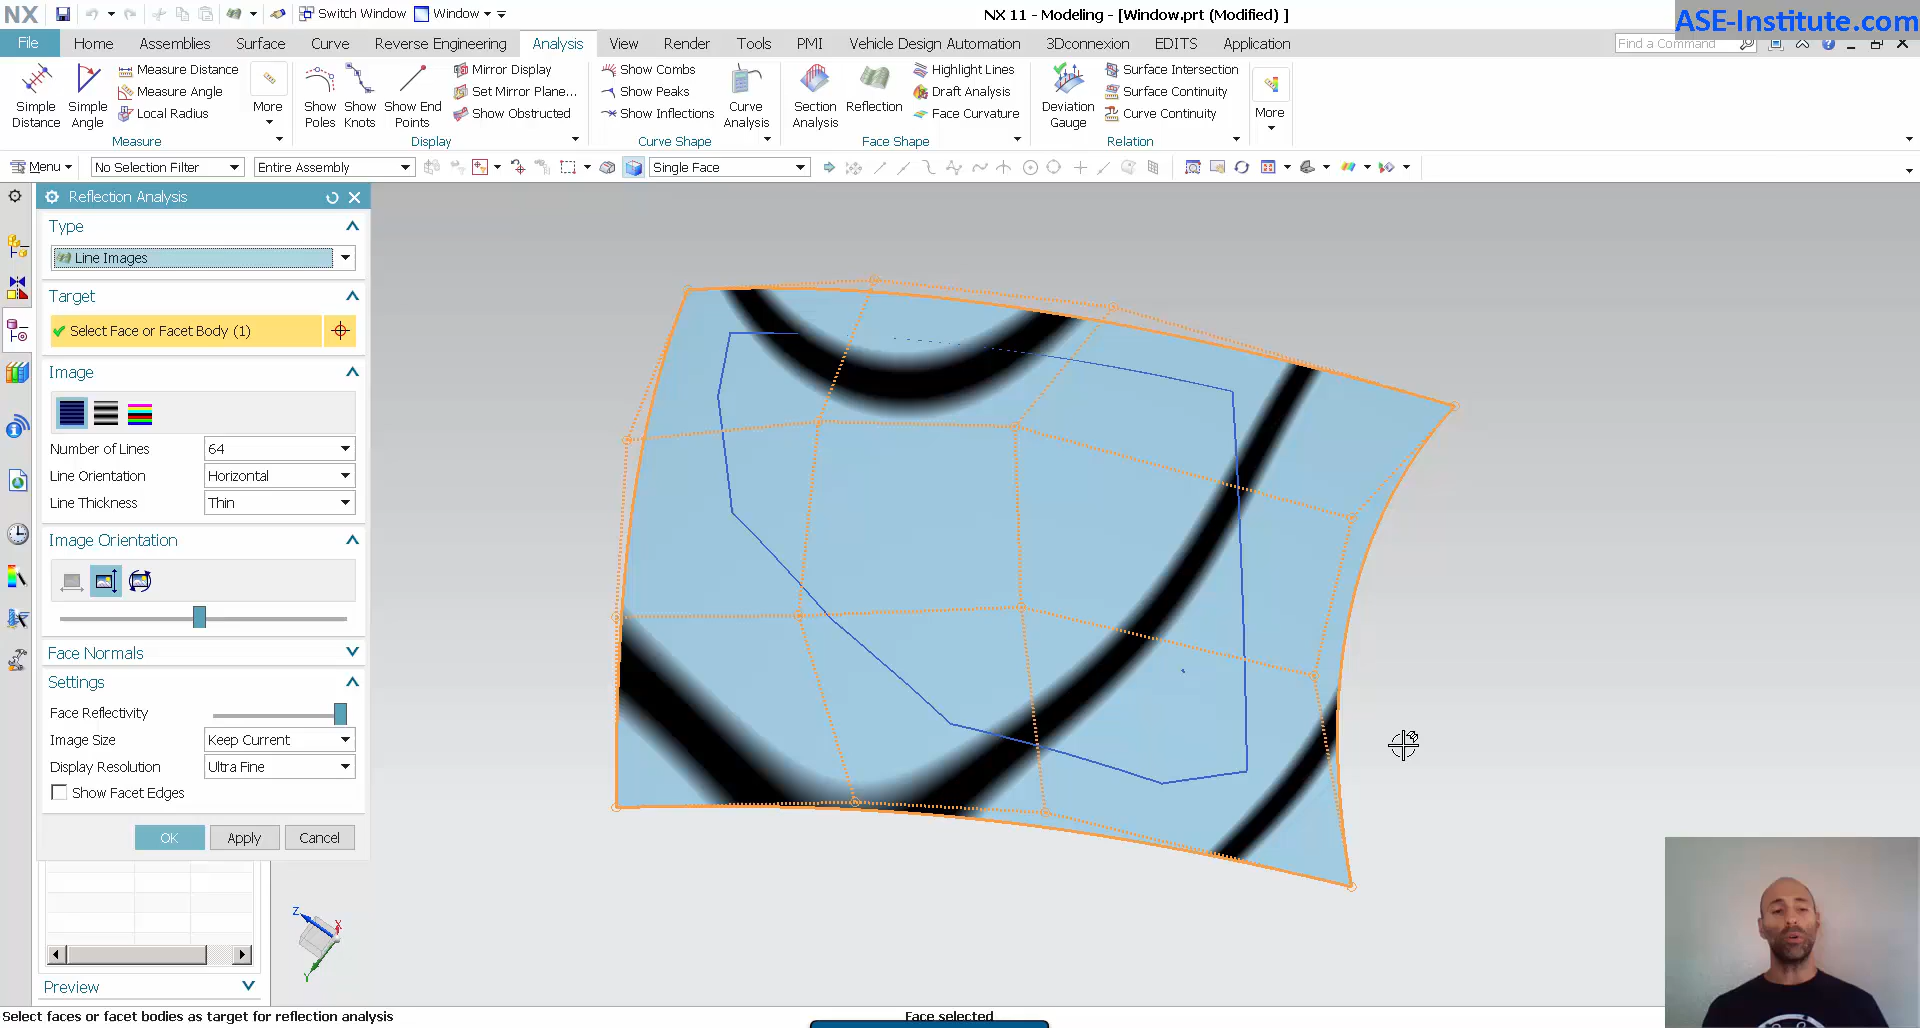 NX
Switch Window
Window
NX 11 - Modeling - [Window.prt (Modified) ]
ASE-Institute.com
File
Home
Assemblies
Surface
Curve
Reverse Engineering
Analysis
View
Render
Tools
PMI
Vehicle Design Automation
3Dconnexion
EDITS
Application
Find a Command
Simple Distance
Simple Angle
Measure Distance
Measure Angle
Local Radius
More
Measure
Show Poles
Show Knots
Show End Points
Mirror Display
Set Mirror Plane...
Show Obstructed
Display
Show Combs
Show Peaks
Show Inflections
Curve Analysis
Curve Shape
Section Analysis
Reflection
Highlight Lines
Draft Analysis
Face Curvature
Face Shape
Deviation Gauge
Surface Intersection
Surface Continuity
Curve Continuity
Relation
More
Menu
No Selection Filter
Entire Assembly
Single Face
Reflection Analysis
Type
Line Images
Target
Select Face or Facet Body (1)
Image
Number of Lines 64
Line Orientation Horizontal
Line Thickness Thin
Image Orientation
Face Normals
Settings
Face Reflectivity
Image Size Keep Current
Display Resolution Ultra Fine
Show Facet Edges
OK Apply Cancel
Z
X
Y
Preview
Select faces or facet bodies as target for reflection analysis
Face selected